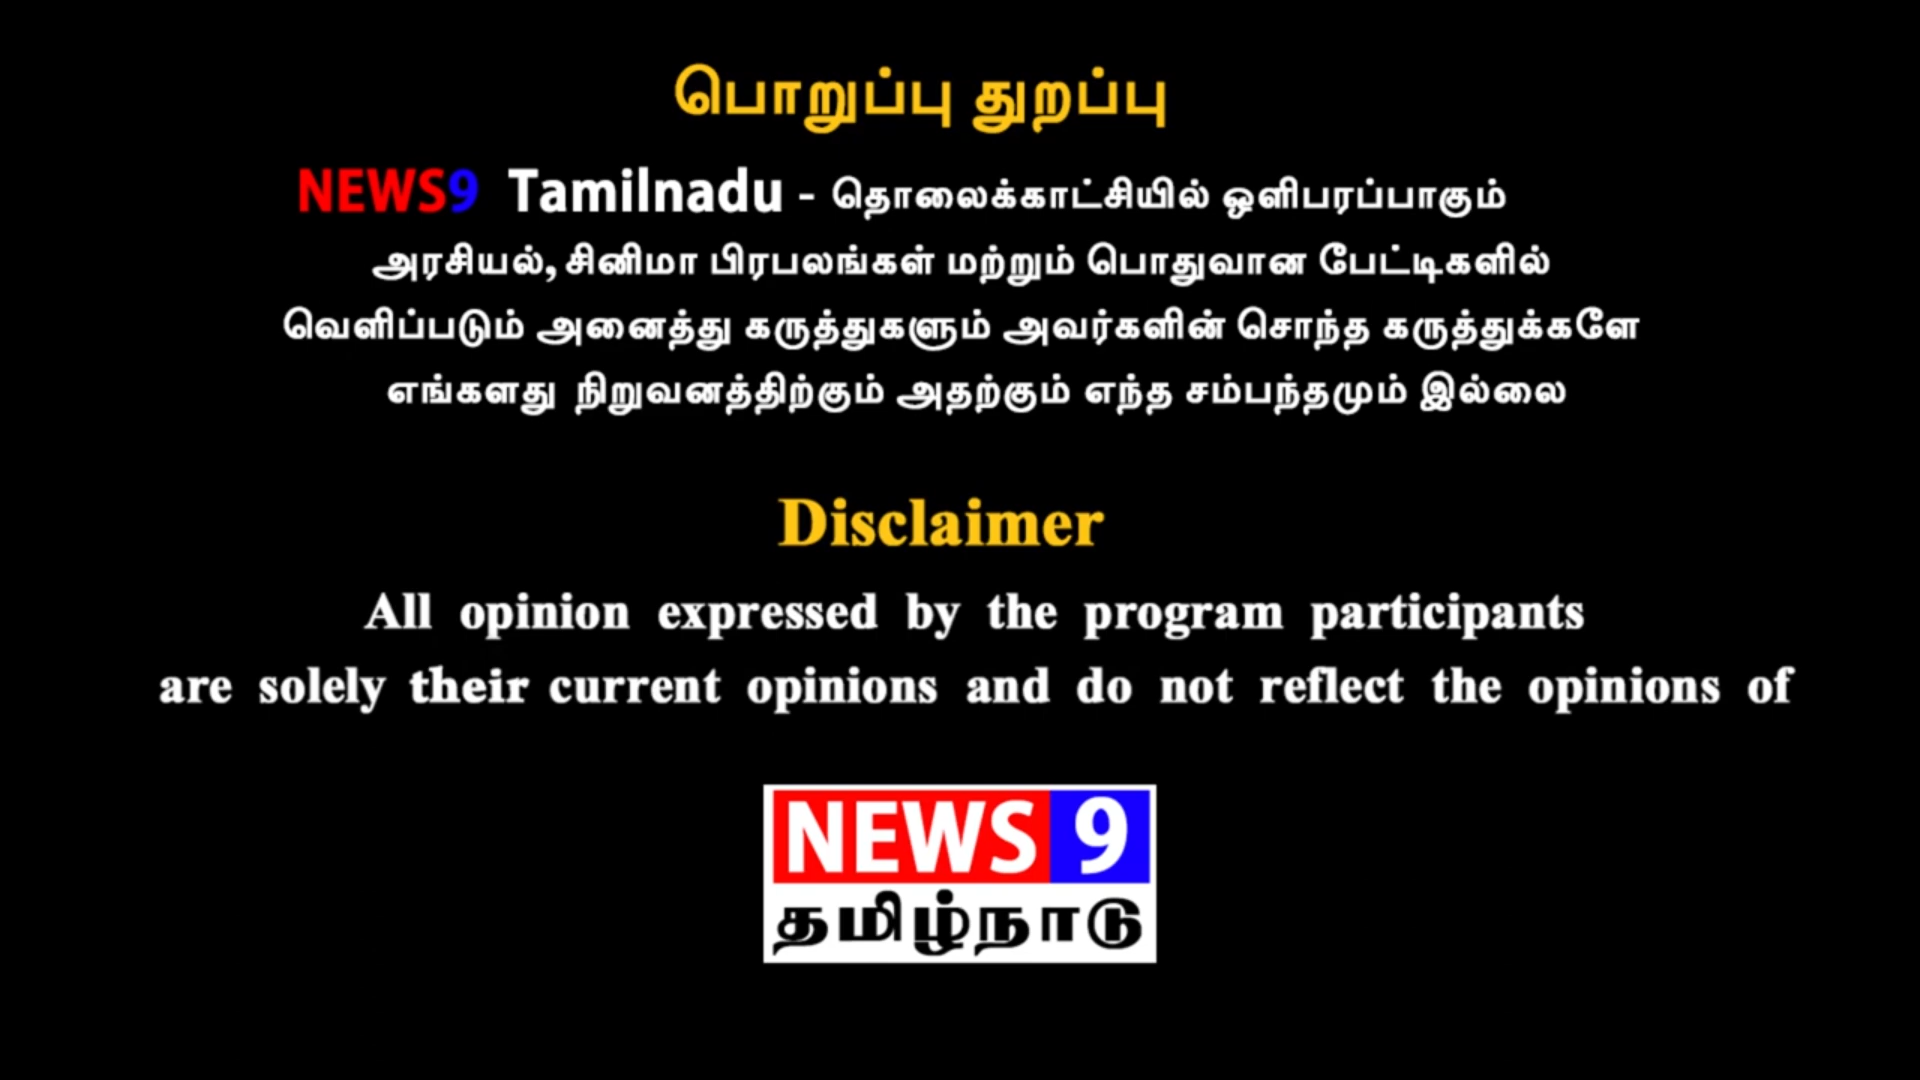 பொறுப்பு துறப்பு
NEWS9 Tamilnadu - தொலைக்காட்சியில் ஒளிபரப்பாகும்
அரசியல், சினிமா பிரபலங்கள் மற்றும் பொதுவான பேட்டிகளில்
வெளிப்படும் அனைத்து கருத்துகளும் அவர்களின் சொந்த கருத்துக்களே
எங்களது நிறுவனத்திற்கும் அதற்கும் எந்த சம்பந்தமும் இல்லை
Disclaimer
All opinion expressed by the program participants
are solely their current opinions and do not reflect the opinions of
NEWS 9
தமிழ்நாடு